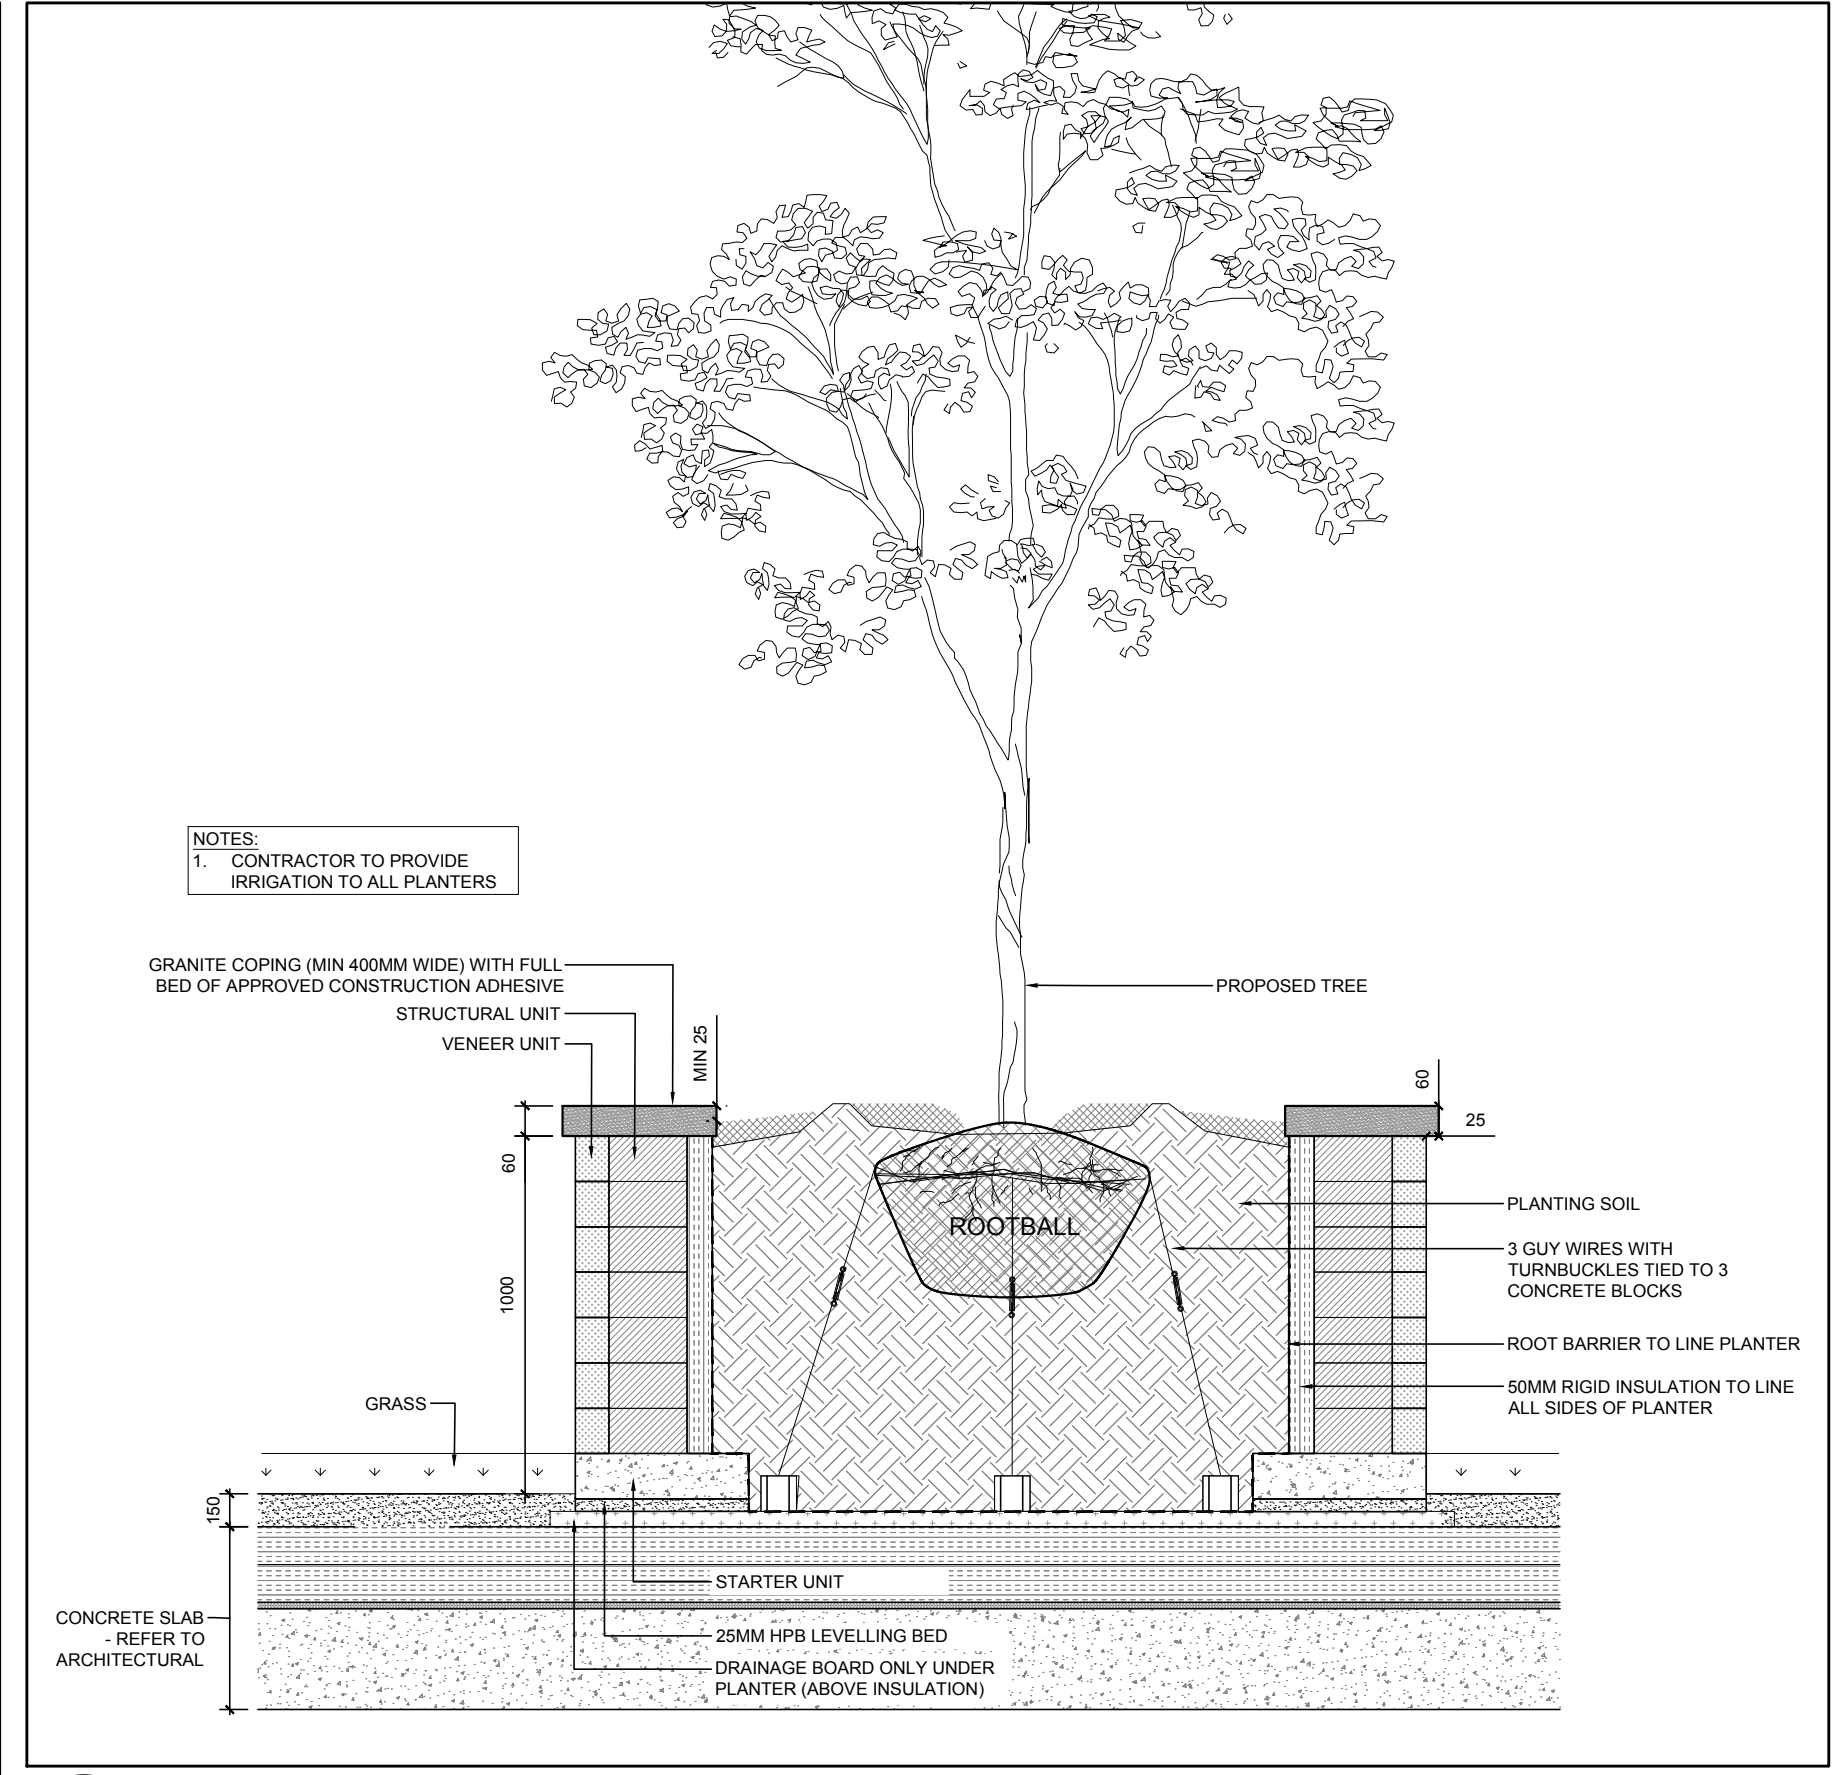 NOTES:
1. CONTRACTOR TO PROVIDE
IRRIGATION TO ALL PLANTERS
GRANITE COPING (MIN 400MM WIDE) WITH FULL
BED OF APPROVED CONSTRUCTION ADHESIVE
STRUCTURAL UNIT
VENEER UNIT
MIN 25
PROPOSED TREE
60
25
60
1000
ROOTBALL
PLANTING SOIL
3 GUY WIRES WITH
TURNBUCKLES TIED TO 3
CONCRETE BLOCKS
ROOT BARRIER TO LINE PLANTER
50MM RIGID INSULATION TO LINE
ALL SIDES OF PLANTER
GRASS
150
STARTER UNIT
CONCRETE SLAB
- REFER TO
ARCHITECTURAL
25MM HPB LEVELLING BED
DRAINAGE BOARD ONLY UNDER
PLANTER (ABOVE INSULATION)